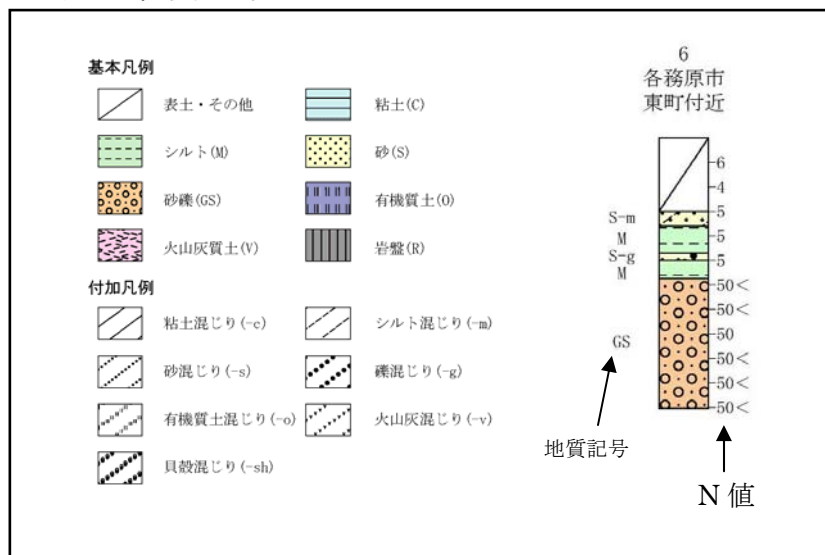 基本凡例
表土・その他
粘土(C)
シルト(M)
砂(S)
砂礫(GS)
有機質土(O)
火山灰質土(V)
岩盤(R)
付加凡例
粘土混じり(-c)
シルト混じり(-m)
砂混じり(-s)
礫混じり(-g)
有機質土混じり(-o)
火山灰混じり(-v)
貝殻混じり(-sh)
6
各務原市
東町付近
6
4
S-m 5
M 5
S-g 5
M
50<
50<
50
GS
50<
50<
50<
地質記号
N 値